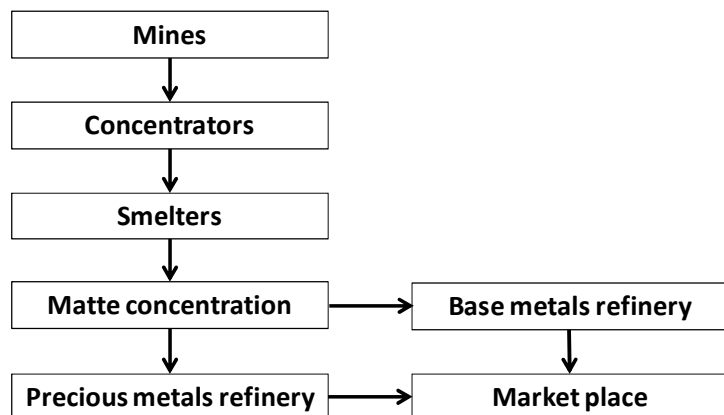 Mines
Concentrators
Smelters
Matte concentration
Base metals refinery
Precious metals refinery
Market place